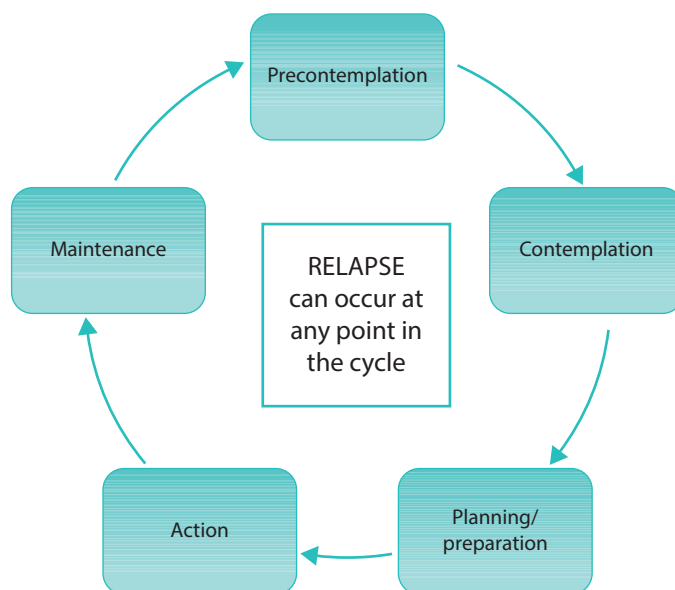 Precontemplation
Contemplation
Planning/
preparation
Action
Maintenance
RELAPSE
can occur at
any point in
the cycle